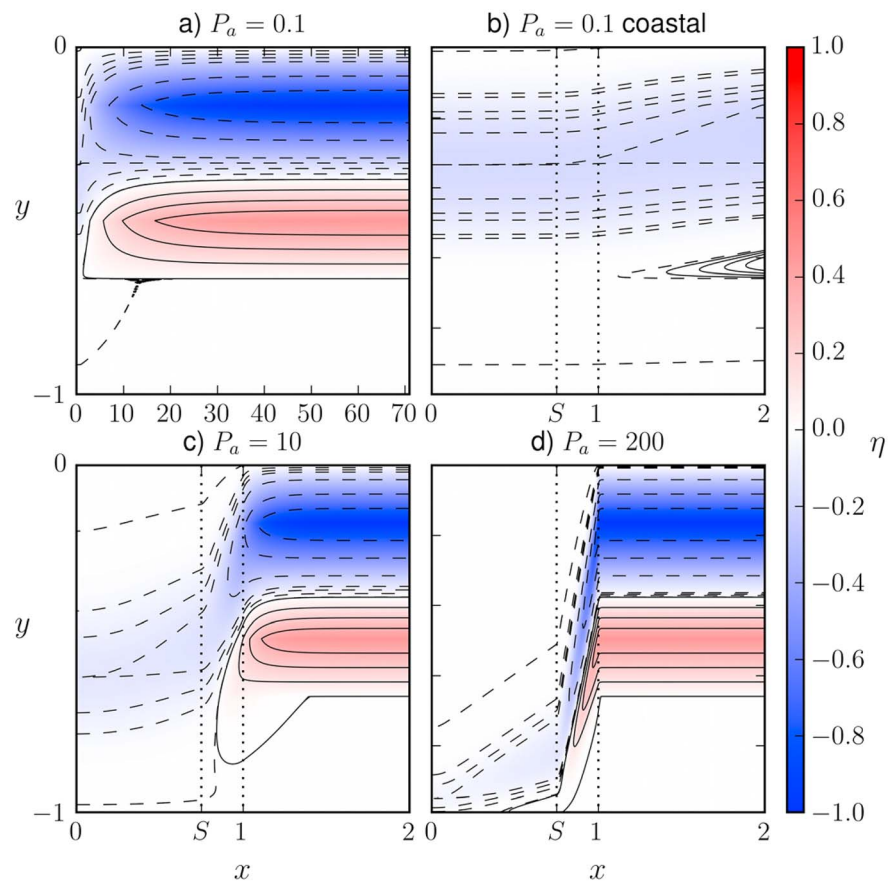 a) P_a = 0.1
b) P_a = 0.1 coastal
0
y
−1
0 10 20 30 40 50 60 70
0 S 1 2
c) P_a = 10
d) P_a = 200
0
y
−1
0 S 1 2
0 S 1 2
x
x
1.0
0.8
0.6
0.4
0.2
0.0
−0.2
−0.4
−0.6
−0.8
−1.0
η